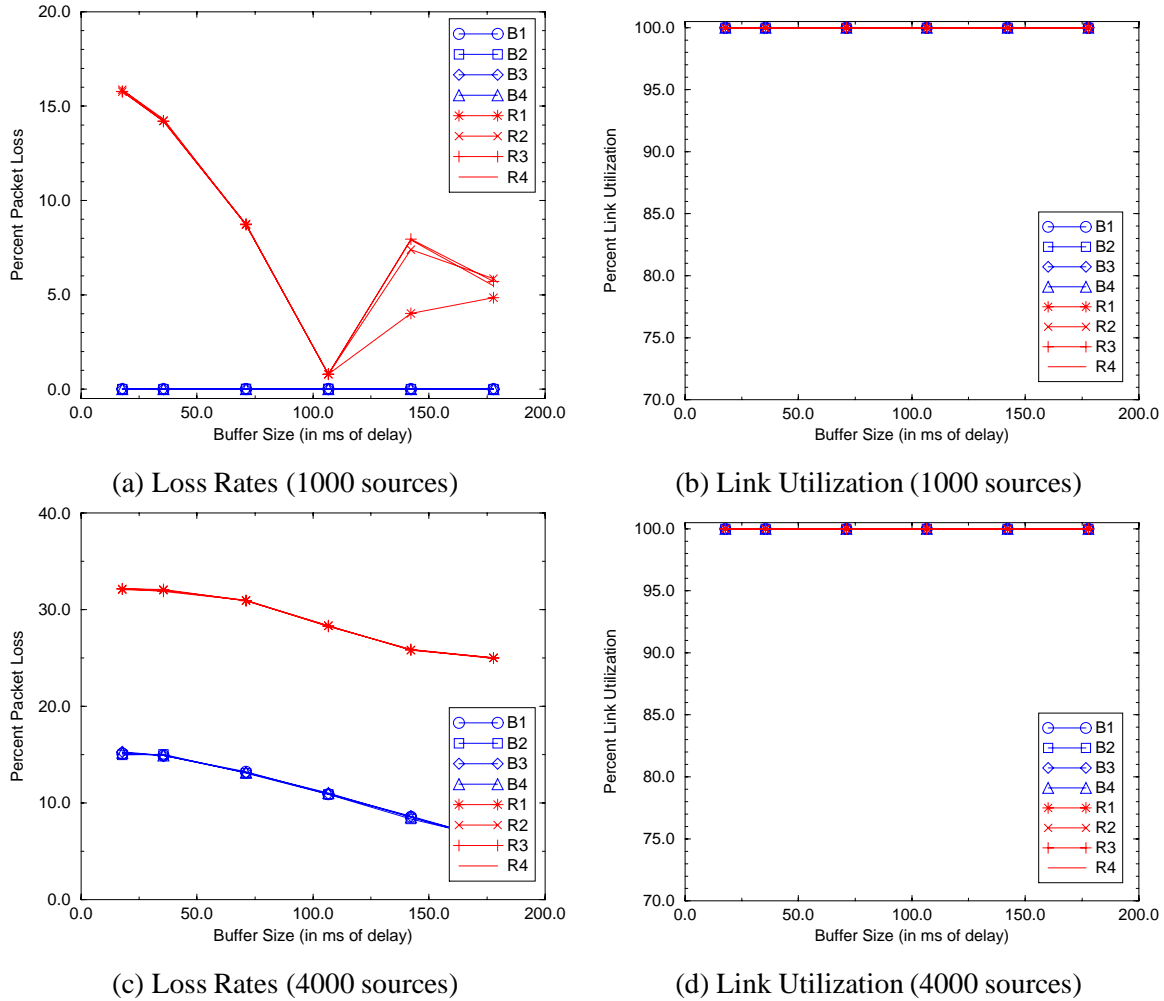 20.0
15.0
10.0
5.0
0.0
Percent Packet Loss
0.0 50.0 100.0 150.0 200.0
Buffer Size (in ms of delay)
B1
B2
B3
B4
R1
R2
R3
R4
(a) Loss Rates (1000 sources)
100.0
95.0
90.0
85.0
80.0
75.0
70.0
Percent Link Utilization
0.0 50.0 100.0 150.0 200.0
Buffer Size (in ms of delay)
B1
B2
B3
B4
R1
R2
R3
R4
(b) Link Utilization (1000 sources)
40.0
30.0
20.0
10.0
0.0
Percent Packet Loss
0.0 50.0 100.0 150.0 200.0
Buffer Size (in ms of delay)
B1
B2
B3
B4
R1
R2
R3
R4
(c) Loss Rates (4000 sources)
100.0
95.0
90.0
85.0
80.0
75.0
70.0
Percent Link Utilization
0.0 50.0 100.0 150.0 200.0
Buffer Size (in ms of delay)
B1
B2
B3
B4
R1
R2
R3
R4
(d) Link Utilization (4000 sources)